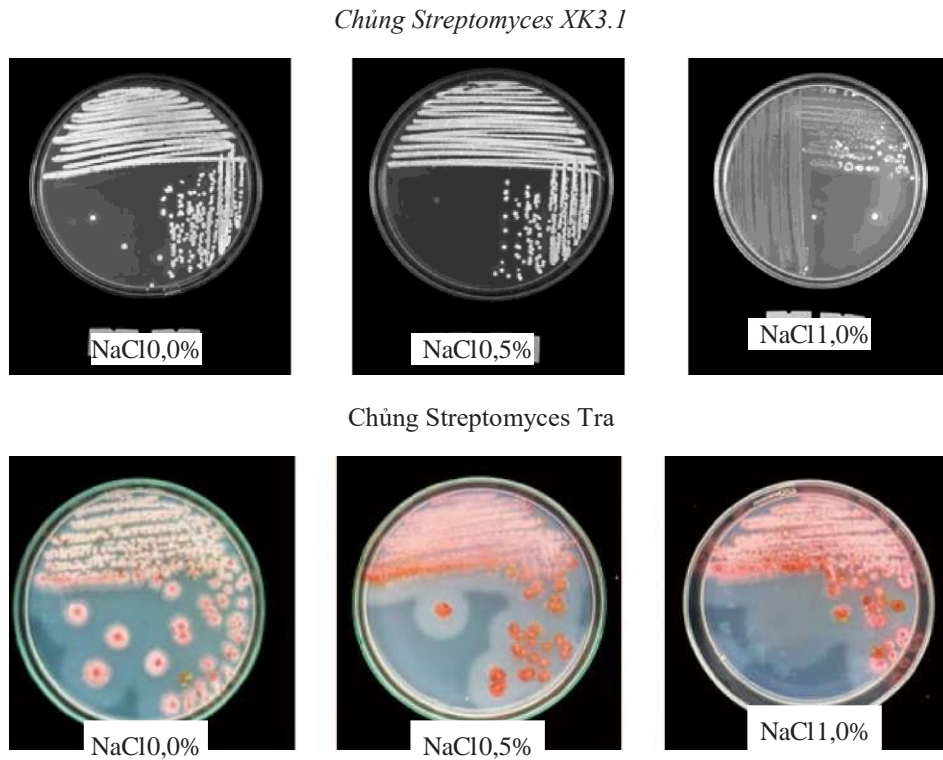 Chủng Streptomyces XK3.1
NaCl0,0%
NaCl0,5%
NaCl1,0%
Chủng Streptomyces Tra
NaCl0,0%
NaCl0,5%
NaCl1,0%